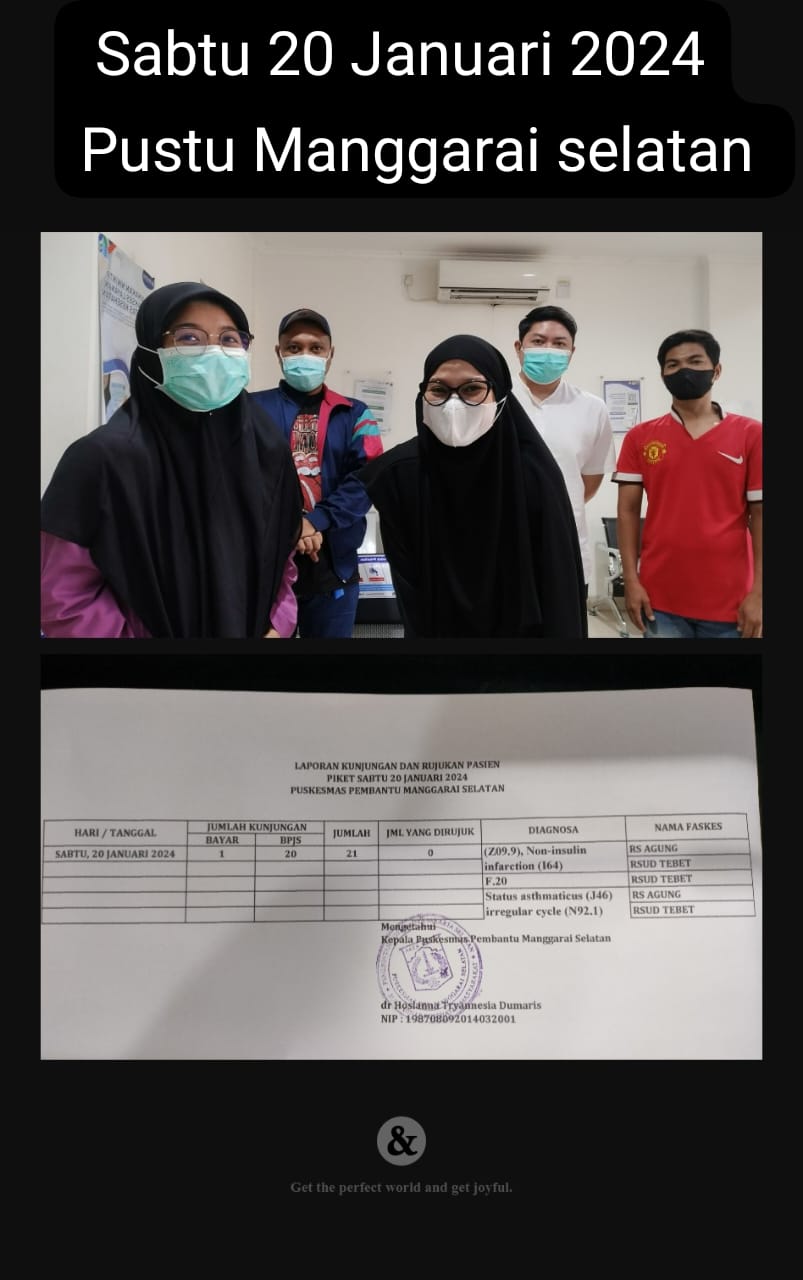 Sabtu 20 Januari 2024
Pustu Manggarai selatan
LAPORAN KUNJUNGAN DAN RUJUKAN PASIEN
PIKET SABTU 20 JANUARI 2024
PUSKESMAS PEMBANTU MANGGARAI SELATAN
HARI / TANGGAL JUMLAH KUNJUNGAN JUMLAH JML YANG DIRUJUK DIAGNOSA NAMA FASKES
BAYAR BPJS
SABTU, 20 JANUARI 2024 1 20 21 0 (Z09.9), Non-insulin RS AGUNG
infarction (I64) RSUD TEBET
F.20 RSUD TEBET
Status asthmaticus (J46) RS AGUNG
irregular cycle (N92.1) RSUD TEBET
Mengetahui
Kepala Puskesmas Pembantu Manggarai Selatan
dr Hosianna Tryannesia Dumaris
NIP : 198708092014032001
&
Get the perfect world and get joyful.